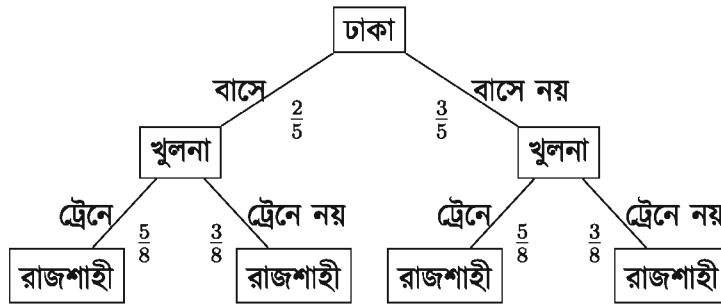 ঢাকা
বাসে বাসে নয়
2/5 3/5
খুলনা খুলনা
ট্রেনে ট্রেনে নয় ট্রেনে ট্রেনে নয়
5/8 3/8 5/8 3/8
রাজশাহী রাজশাহী রাজশাহী রাজশাহী